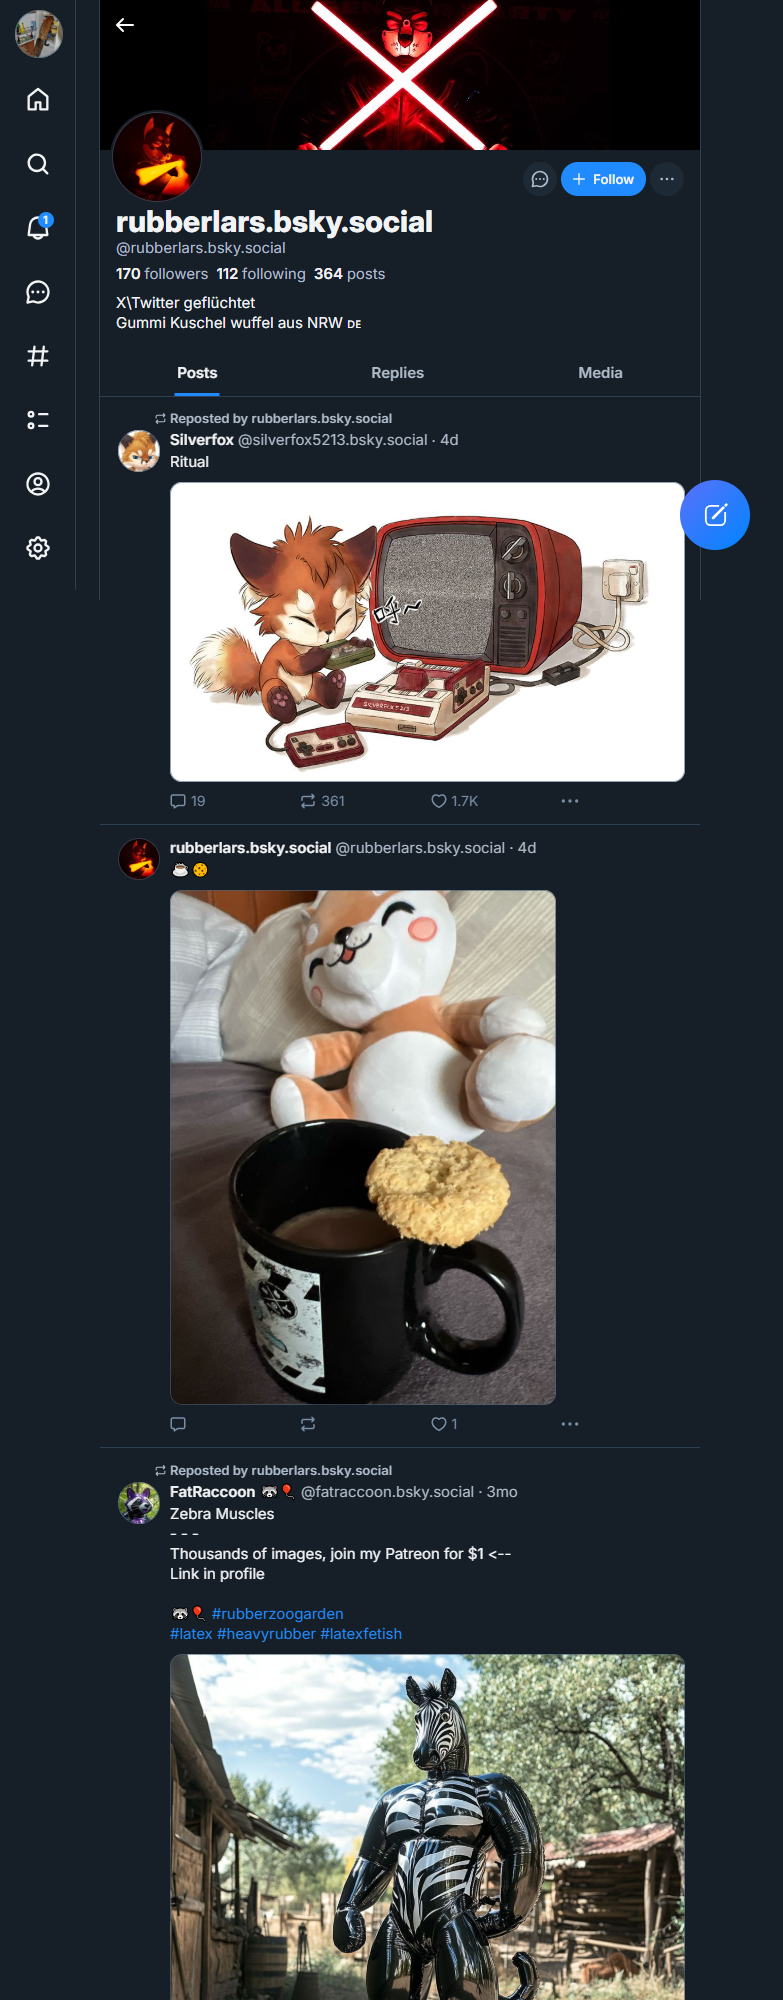 1
Follow
rubberlars.bsky.social
@rubberlars.bsky.social
170 followers 112 following 364 posts
X\Twitter geflüchtet
Gummi Kuschel wuffel aus NRW DE
Posts Replies Media
Reposted by rubberlars.bsky.social
Silverfox @silverfox5213.bsky.social · 4d
Ritual
呼~
SILVERFOX5213
19 361 1.7K
rubberlars.bsky.social @rubberlars.bsky.social · 4d
☕🍪
1
Reposted by rubberlars.bsky.social
FatRaccoon 🦝🎈 @fatraccoon.bsky.social · 3mo
Zebra Muscles
- - -
Thousands of images, join my Patreon for $1 <--
Link in profile
🦝🎈 #rubberzoogarden
#latex #heavyrubber #latexfetish